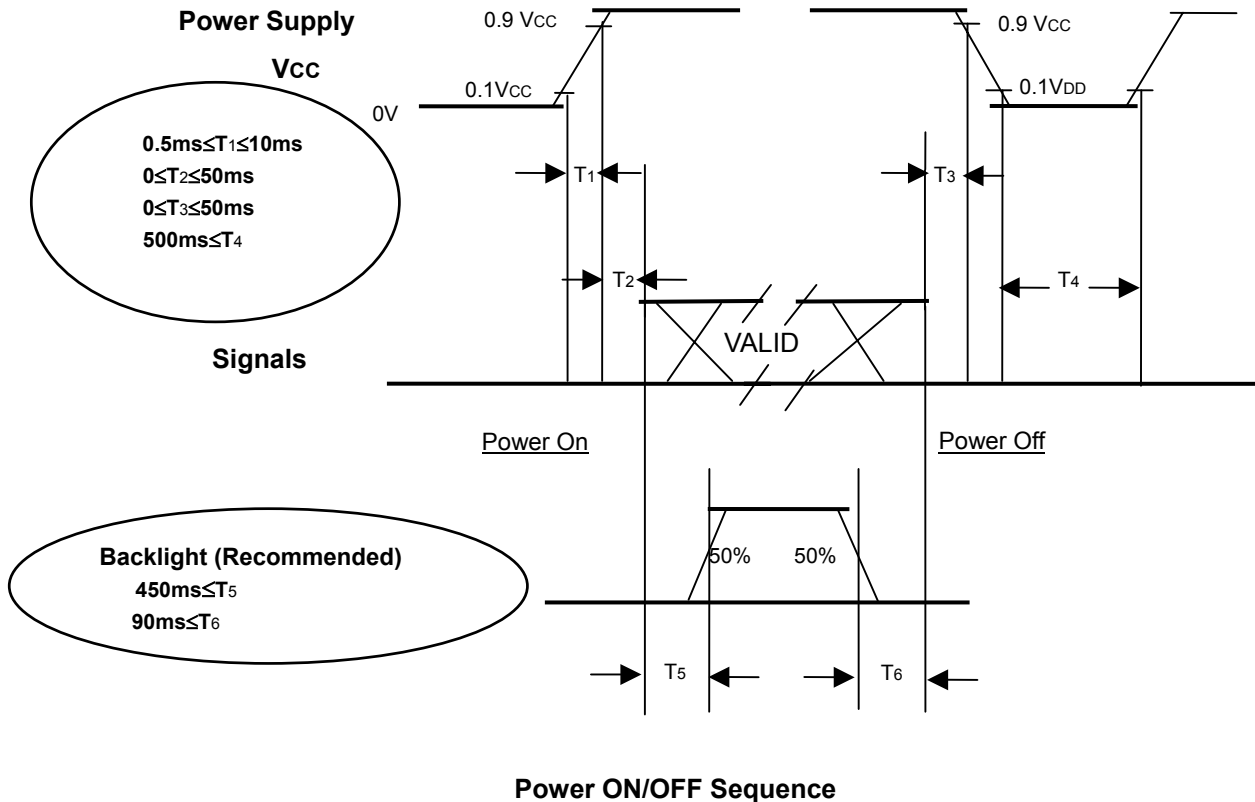 Power Supply
VCC
0.9 VCC
0.1VCC
0V
0.9 VCC
0.1VDD
0.5ms≤T1≤10ms
0≤T2≤50ms
0≤T3≤50ms
500ms≤T4
T1
T3
T2
T4
VALID
Signals
Power On
Power Off
Backlight (Recommended)
450ms≤T5
90ms≤T6
50%
50%
T5
T6
Power ON/OFF Sequence